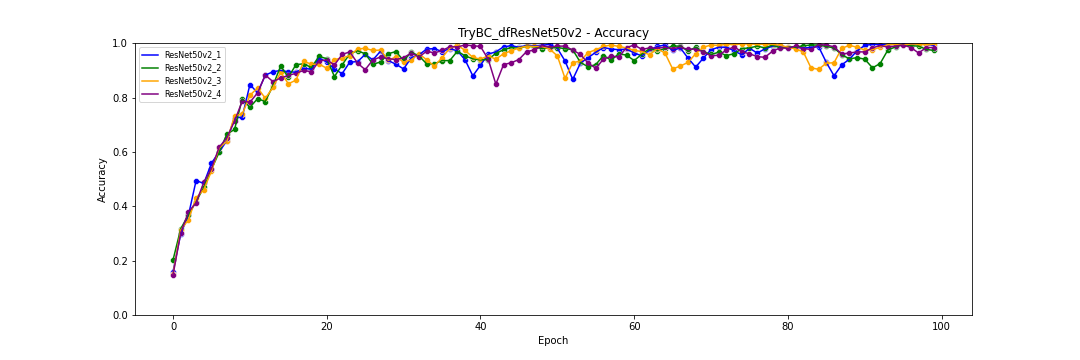 TryBC_dfResNet50v2 - Accuracy
1.0
0.8
0.6
0.4
0.2
0.0
Accuracy
ResNet50v2_1
ResNet50v2_2
ResNet50v2_3
ResNet50v2_4
0 20 40 60 80 100
Epoch